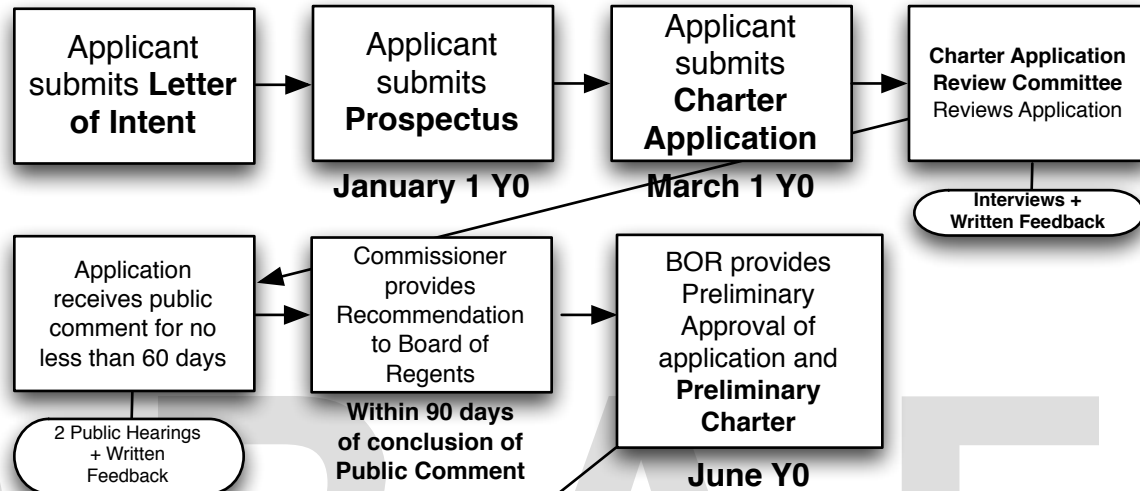 Applicant
submits Letter
of Intent
Applicant
submits
Prospectus
January 1 Y0
Applicant
submits
Charter
Application
March 1 Y0
Charter Application
Review Committee
Reviews Application
Interviews +
Written Feedback
Application
receives public
comment for no
less than 60 days
2 Public Hearings
+ Written
Feedback
Commissioner
provides
Recommendation
to Board of
Regents
Within 90 days
of conclusion of
Public Comment
BOR provides
Preliminary
Approval of
application and
Preliminary
Charter
June Y0